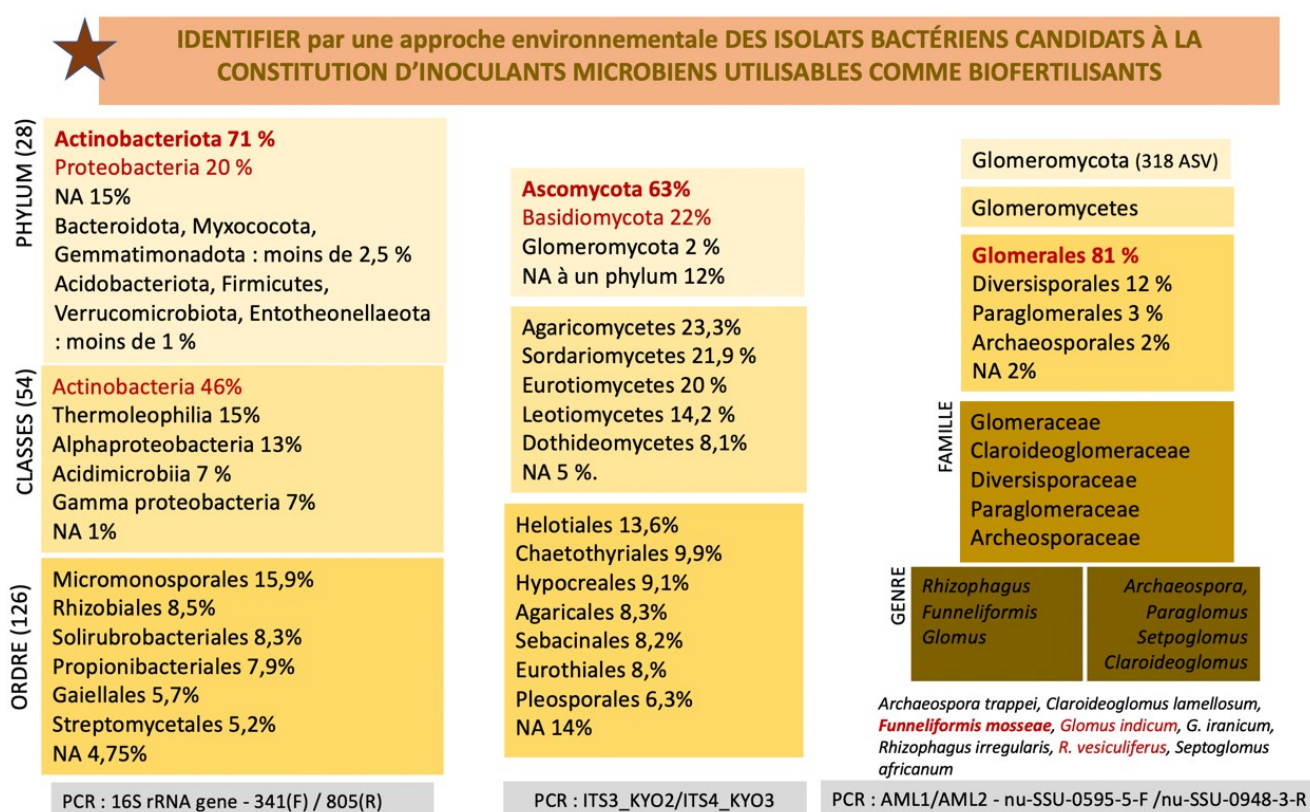 IDENTIFIER par une approche environnementale DES ISOLATS BACTÉRIENS CANDIDATS À LA
CONSTITUTION D'INOCULANTS MICROBIENS UTILISABLES COMME BIOFERTILISANTS
PHYLUM (28)
Actinobacteriota 71 %
Proteobacteria 20 %
NA 15%
Bacteroidota, Myxococota,
Gemmatimonadota : moins de 2,5 %
Acidobacteriota, Firmicutes,
Verrucomicrobiota, Entotheonellaeota
: moins de 1 %
CLASSES (54)
Actinobacteria 46%
Thermoleophilia 15%
Alphaproteobacteria 13%
Acidimicrobiia 7 %
Gamma proteobacteria 7%
NA 1%
ORDRE (126)
Micromonosporales 15,9%
Rhizobiales 8,5%
Solirubrobacteriales 8,3%
Propionibacteriales 7,9%
Gaiellales 5,7%
Streptomycetales 5,2%
NA 4,75%
PCR : 16S rRNA gene - 341(F) / 805(R)
Ascomycota 63%
Basidiomycota 22%
Glomeromycota 2 %
NA à un phylum 12%
Agaricomycetes 23,3%
Sordariomycetes 21,9 %
Eurotiomycetes 20 %
Leotiomycetes 14,2 %
Dothideomycetes 8,1%
NA 5 %.
Helotiales 13,6%
Chaetothyriales 9,9%
Hypocreales 9,1%
Agaricales 8,3%
Sebacinales 8,2%
Eurothiales 8,%
Pleosporales 6,3%
NA 14%
PCR : ITS3_KYO2/ITS4_KYO3
Glomeromycota (318 ASV)
Glomeromycetes
Glomerales 81 %
Diversisporales 12 %
Paraglomerales 3 %
Archaeosporales 2%
NA 2%
FAMILLE
Glomeraceae
Claroideoglomeraceae
Diversisporaceae
Paraglomeraceae
Archeosporaceae
GENRE
Rhizophagus
Funneliformis
Glomus
Archaeospora,
Paraglomus
Setpoglomus
Claroideoglomus
Archaeospora trappei, Claroideoglomus lamellosum,
Funneliformis mosseae, Glomus indicum, G. iranicum,
Rhizophagus irregularis, R. vesiculiferus, Septoglomus
africanum
PCR : AML1/AML2 - nu-SSU-0595-5-F /nu-SSU-0948-3-R